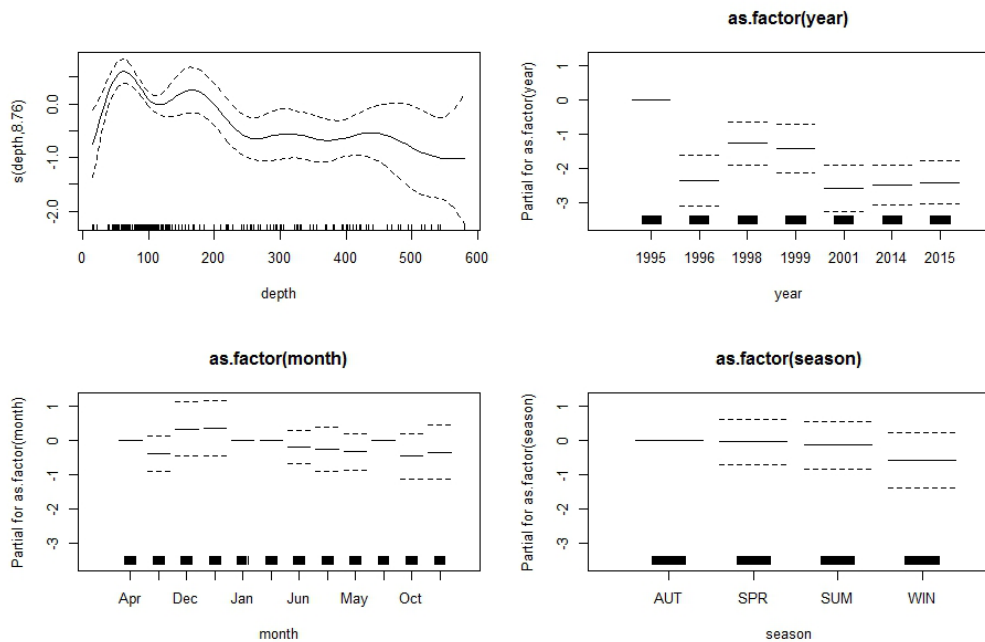 s(depth,8.76)
0.0
-1.0
-2.0
0 100 200 300 400 500 600
depth
as.factor(year)
Partial for as.factor(year)
1
0
-1
-2
-3
1995 1996 1998 1999 2001 2014 2015
year
as.factor(month)
Partial for as.factor(month)
1
0
-1
-2
-3
Apr Dec Jan Jun May Oct
month
as.factor(season)
Partial for as.factor(season)
1
0
-1
-2
-3
AUT SPR SUM WIN
season